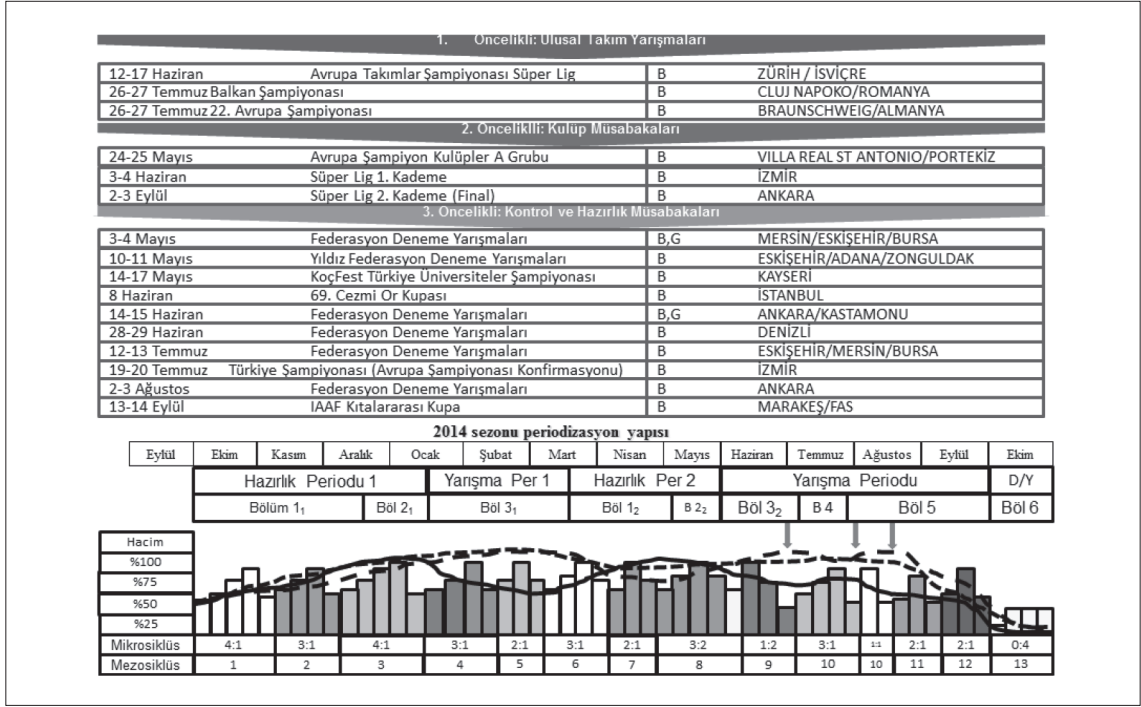 1. Oncelikli: Ulusal Takım Yarışmaları
12-17 Haziran Avrupa Takımlar Şampiyonası Süper Lig B ZÜRİH / İSVİÇRE
26-27 Temmuz Balkan Şampiyonası B CLUJ NAPOKO/ROMANYA
26-27 Temmuz 22. Avrupa Şampiyonası B BRAUNSCHWEIG/ALMANYA
2. Onceliklli: Kulüp Müsabakaları
24-25 Mayıs Avrupa Şampiyon Kulüpler A Grubu B VILLA REAL ST ANTONIO/PORTEKİZ
3-4 Haziran Süper Lig 1. Kademe B İZMİR
2-3 Eylül Süper Lig 2. Kademe (Final) B ANKARA
3. Oncelikli: Kontrol ve Hazırlık Müsabakaları
3-4 Mayıs Federasyon Deneme Yarışmaları B,G MERSİN/ESKİŞEHİR/BURSA
10-11 Mayıs Yıldız Federasyon Deneme Yarışmaları B ESKİŞEHİR/ADANA/ZONGULDAK
14-17 Mayıs KoçFest Türkiye Üniversiteler Şampiyonası B KAYSERİ
8 Haziran 69. Cezmi Or Kupası B İSTANBUL
14-15 Haziran Federasyon Deneme Yarışmaları B,G ANKARA/KASTAMONU
28-29 Haziran Federasyon Deneme Yarışmaları B DENİZLİ
12-13 Temmuz Federasyon Deneme Yarışmaları B ESKİŞEHİR/MERSİN/BURSA
19-20 Temmuz Türkiye Şampiyonası (Avrupa Şampiyonası Konfirmasyonu) B İZMİR
2-3 Ağustos Federasyon Deneme Yarışmaları B ANKARA
13-14 Eylül IAAF Kıtalararası Kupa B MARAKEŞ/FAS
2014 sezonu periodizasyon yapısı
Eylül Ekim Kasım Aralık Ocak Şubat Mart Nisan Mayıs Haziran Temmuz Ağustos Eylül Ekim
Hazırlık Periodu 1 Yarışma Per 1 Hazırlık Per 2 Yarışma Periodu D/Y
Bölüm 1₁ Böl 2₁ Böl 3₁ Böl 1₂ B 2₂ Böl 3₂ B 4 Böl 5 Böl 6
Hacim
%100
%75
%50
%25
Mikrosiklüs 4:1 3:1 4:1 3:1 2:1 3:1 2:1 3:2 1:2 3:1 1:1 2:1 2:1 0:4
Mezosiklüs 1 2 3 4 5 6 7 8 9 10 10 11 12 13